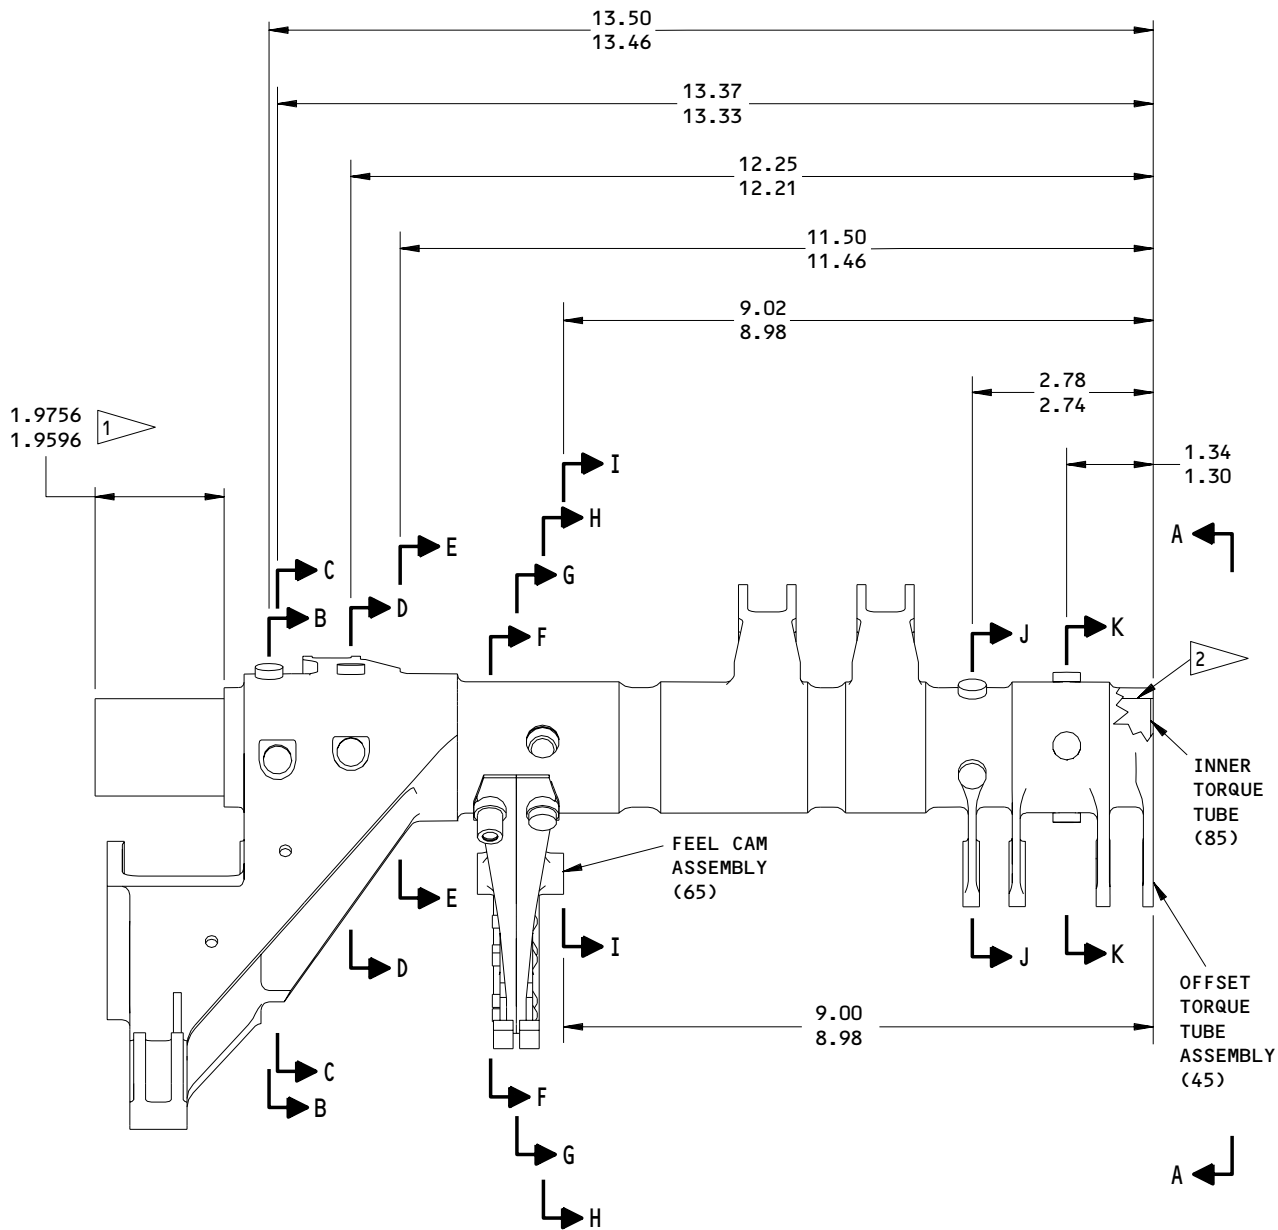 13.50
13.46
13.37
13.33
12.25
12.21
11.50
11.46
9.02
8.98
2.78
2.74
1.9756
1.9596
1
1.34
1.30
I
H
A
E
G
C
D
B
F
J
K
2
INNER
TORQUE
TUBE
(85)
FEEL CAM
ASSEMBLY
(65)
E
I
D
J
K
OFFSET
TORQUE
TUBE
ASSEMBLY
(45)
9.00
8.98
C
B
F
G
A
H